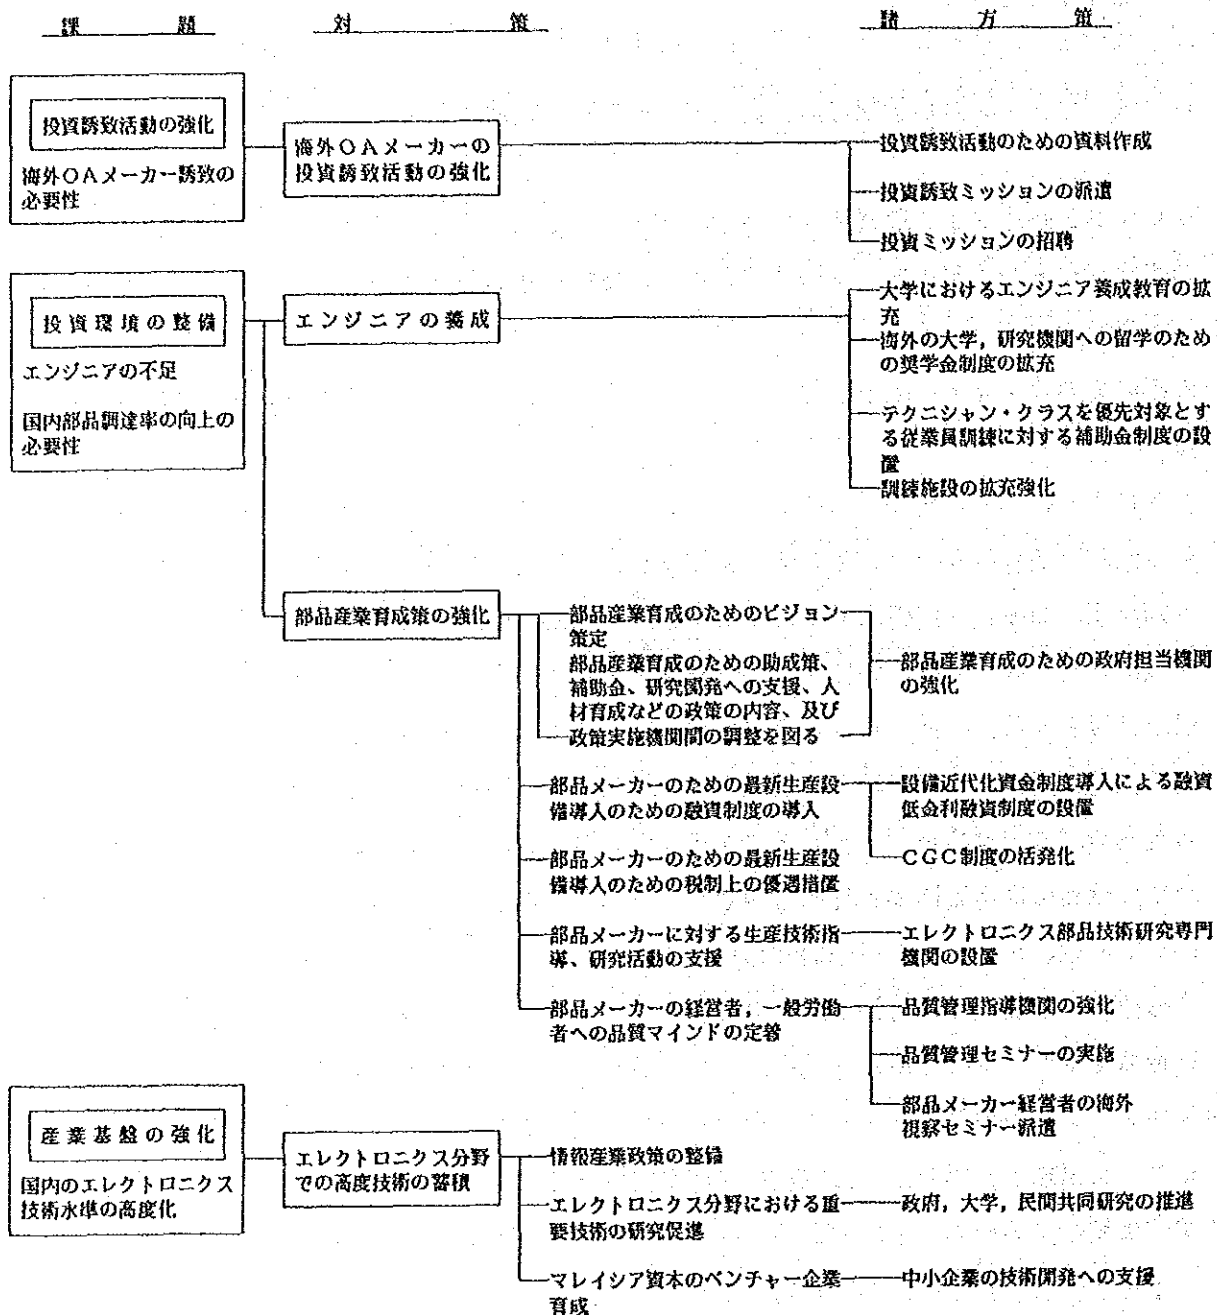 課題
対策
諸方策
投資誘致活動の強化
海外OAメーカー誘致の
必要性
海外OAメーカーの
投資誘致活動の強化
投資誘致活動のための資料作成
投資誘致ミッションの派遣
投資ミッションの招聘
投資環境の整備
エンジニアの不足
国内部品調達率の向上の
必要性
エンジニアの養成
大学におけるエンジニア養成教育の拡
充
海外の大学，研究機関への留学のため
の奨学金制度の拡充
テクニシャン・クラスを優先対象とす
る従業員訓練に対する補助金制度の設
置
訓練施設の拡充強化
部品産業育成策の強化
部品産業育成のためのビジョン
策定
部品産業育成のための助成策、
補助金、研究開発への支援、人
材育成などの政策の内容、及び
政策実施機関間の調整を図る
部品産業育成のための政府担当機関
の強化
部品メーカーのための最新生産設
備導入のための融資制度の導入
設備近代化資金制度導入による融資
低金利融資制度の設置
CGC制度の活発化
部品メーカーのための最新生産設
備導入のための税制上の優遇措置
部品メーカーに対する生産技術指
導、研究活動の支援
エレクトロニクス部品技術研究専門
機関の設置
部品メーカーの経営者，一般労働
者への品質マインドの定着
品質管理指導機関の強化
品質管理セミナーの実施
部品メーカー経営者の海外
視察セミナー派遣
産業基盤の強化
国内のエレクトロニクス
技術水準の高度化
エレクトロニクス分野
での高度技術の蓄積
情報産業政策の整備
エレクトロニクス分野における重
要技術の研究促進
政府，大学，民間共同研究の推進
マレイシア資本のベンチャー企業
育成
中小企業の技術開発への支援